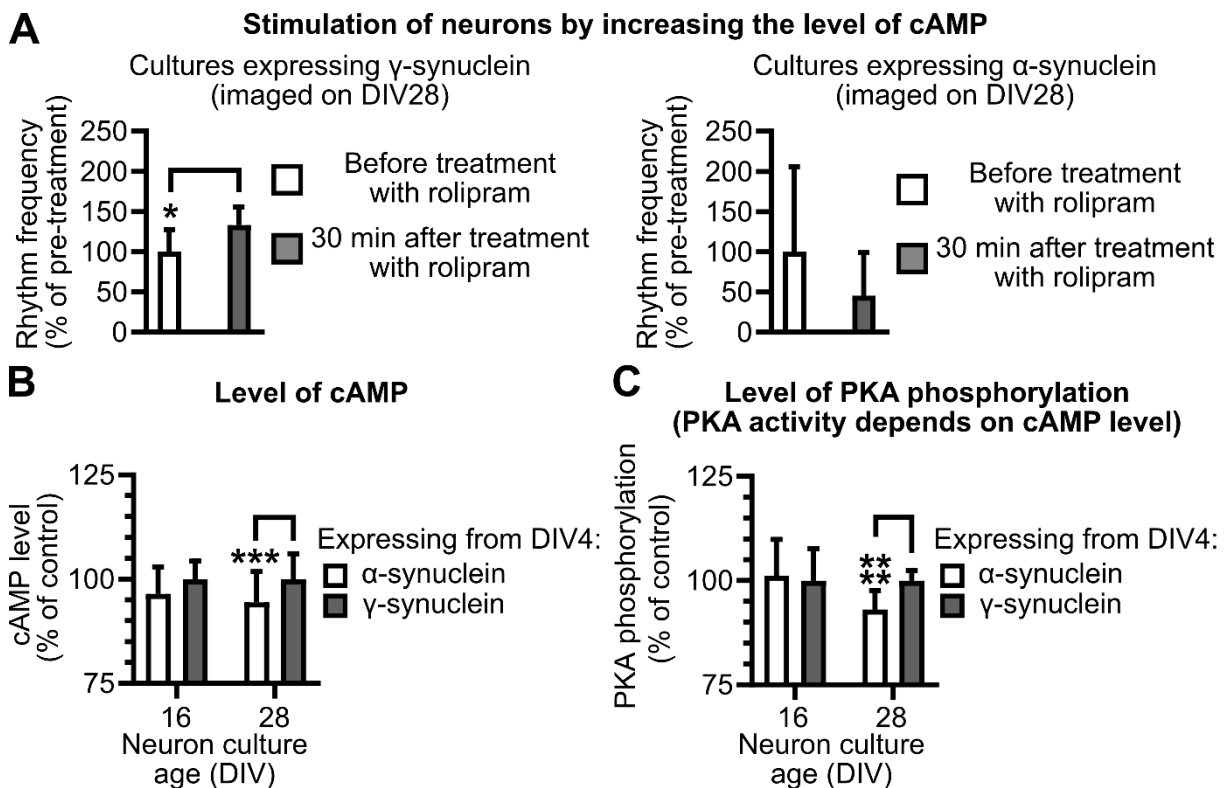 A
Stimulation of neurons by increasing the level of cAMP
Cultures expressing γ-synuclein
(imaged on DIV28)
Rhythm frequency
(% of pre-treatment)
250
200
150
100
50
0
*
Before treatment
with rolipram
30 min after treatment
with rolipram
Cultures expressing α-synuclein
(imaged on DIV28)
Rhythm frequency
(% of pre-treatment)
250
200
150
100
50
0
Before treatment
with rolipram
30 min after treatment
with rolipram
B
Level of cAMP
cAMP level
(% of control)
125
100
75
***
16
28
Neuron culture
age (DIV)
Expressing from DIV4:
α-synuclein
γ-synuclein
C
Level of PKA phosphorylation
(PKA activity depends on cAMP level)
PKA phosphorylation
(% of control)
125
100
75
**
**
16
28
Neuron culture
age (DIV)
Expressing from DIV4:
α-synuclein
γ-synuclein